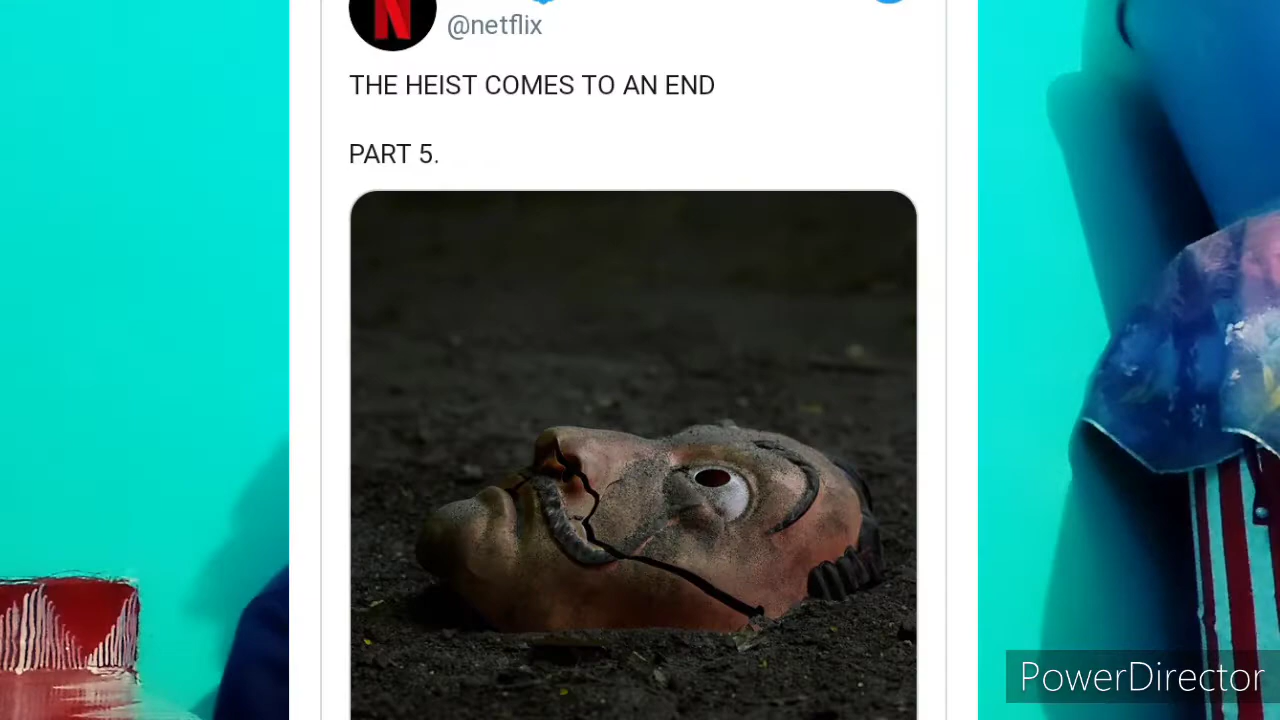 N
@netflix
THE HEIST COMES TO AN END
PART 5.
PowerDirector